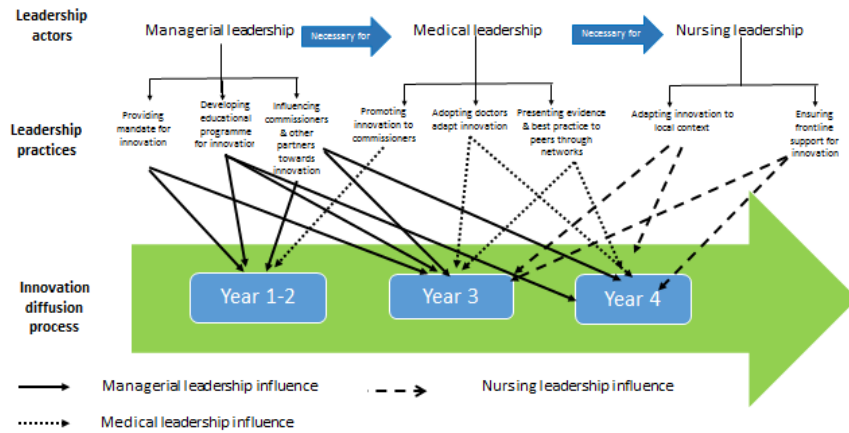 Leadership
actors
Managerial leadership
Necessary for
Medical leadership
Necessary for
Nursing leadership
Leadership
practices
Providing
mandate for
innovation
Developing
educational
programme
for innovation
Influencing
commissioners
& other
partners
towards
innovation
Promoting
innovation to
commissioners
Adopting doctors
adapt innovation
Presenting evidence
& best practice to
peers through
networks
Adapting innovation to
local context
Ensuring
frontline
support for
innovation
Innovation
diffusion
process
Year 1-2
Year 3
Year 4
Managerial leadership influence
Nursing leadership influence
Medical leadership influence